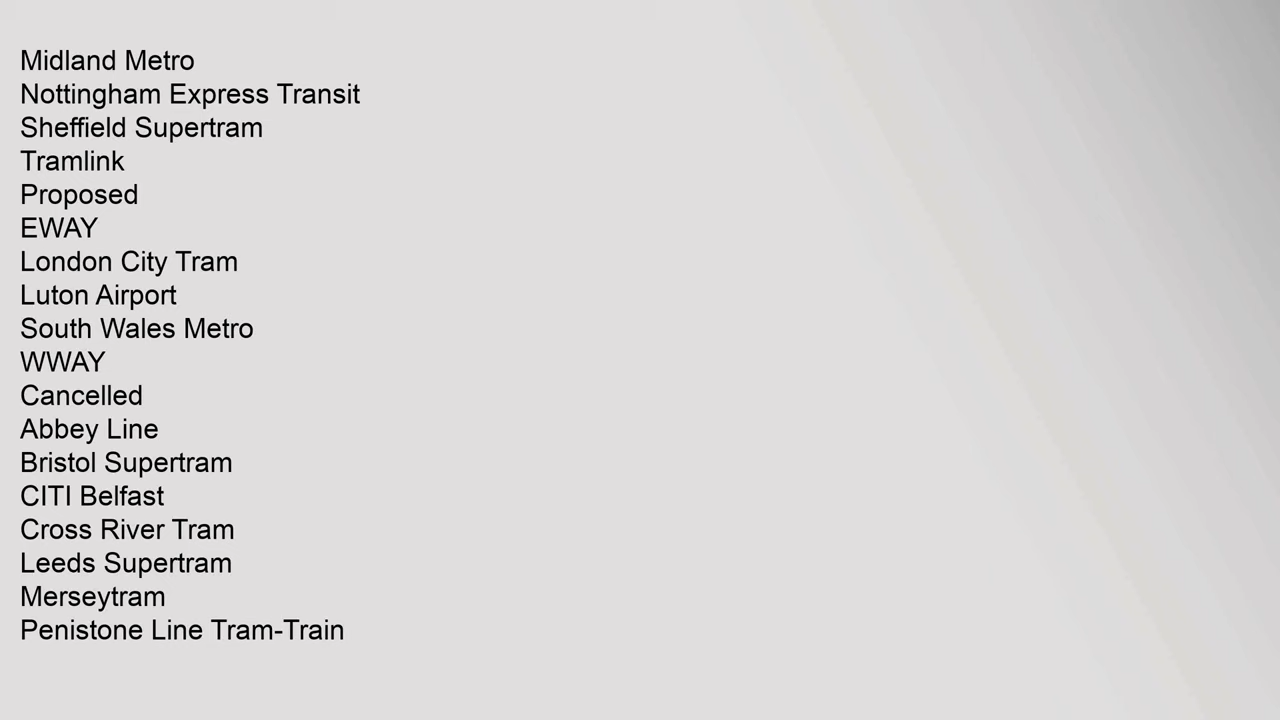 Midland Metro
Nottingham Express Transit
Sheffield Supertram
Tramlink
Proposed
EWAY
London City Tram
Luton Airport
South Wales Metro
WWAY
Cancelled
Abbey Line
Bristol Supertram
CITI Belfast
Cross River Tram
Leeds Supertram
Merseytram
Penistone Line Tram-Train